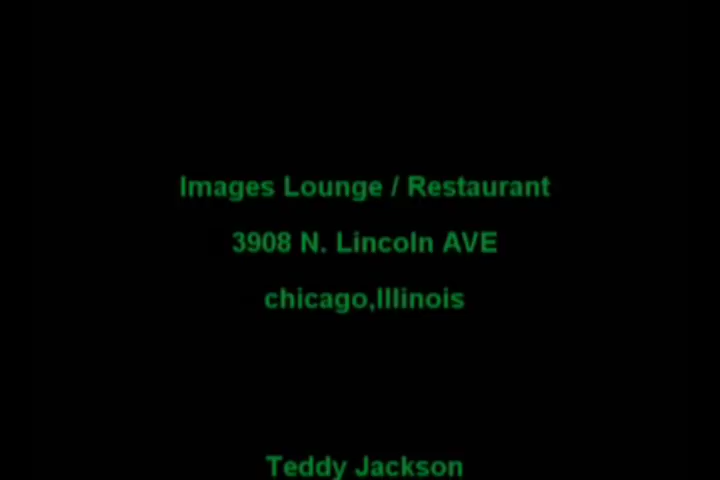 Images Lounge / Restaurant
3908 N. Lincoln AVE
chicago,Illinois
Teddy Jackson